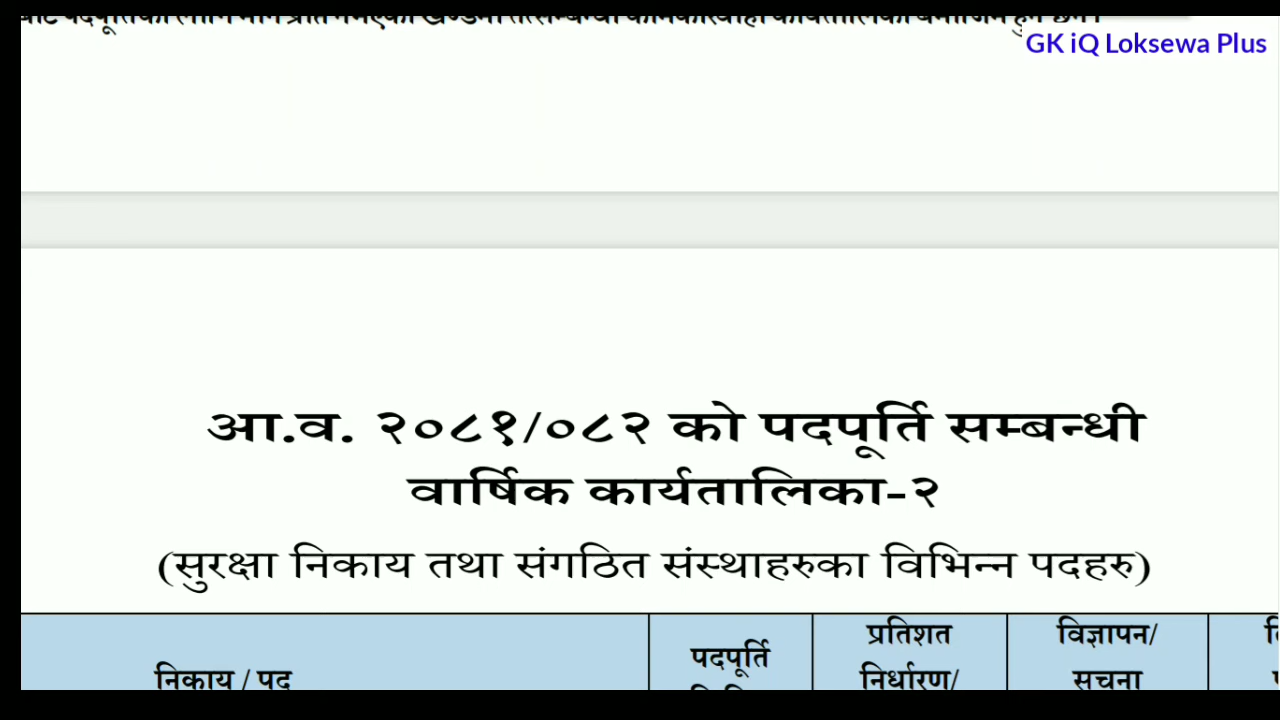 GK iQ Loksewa Plus
आ.व. २०८१/०८२ को पदपूर्ति सम्बन्धी
वार्षिक कार्यतालिका-२
(सुरक्षा निकाय तथा संगठित संस्थाहरुका विभिन्न पदहरु)
निकाय / पद
पदपूर्ति
प्रतिशत
निर्धारण/
विज्ञापन/
सूचना